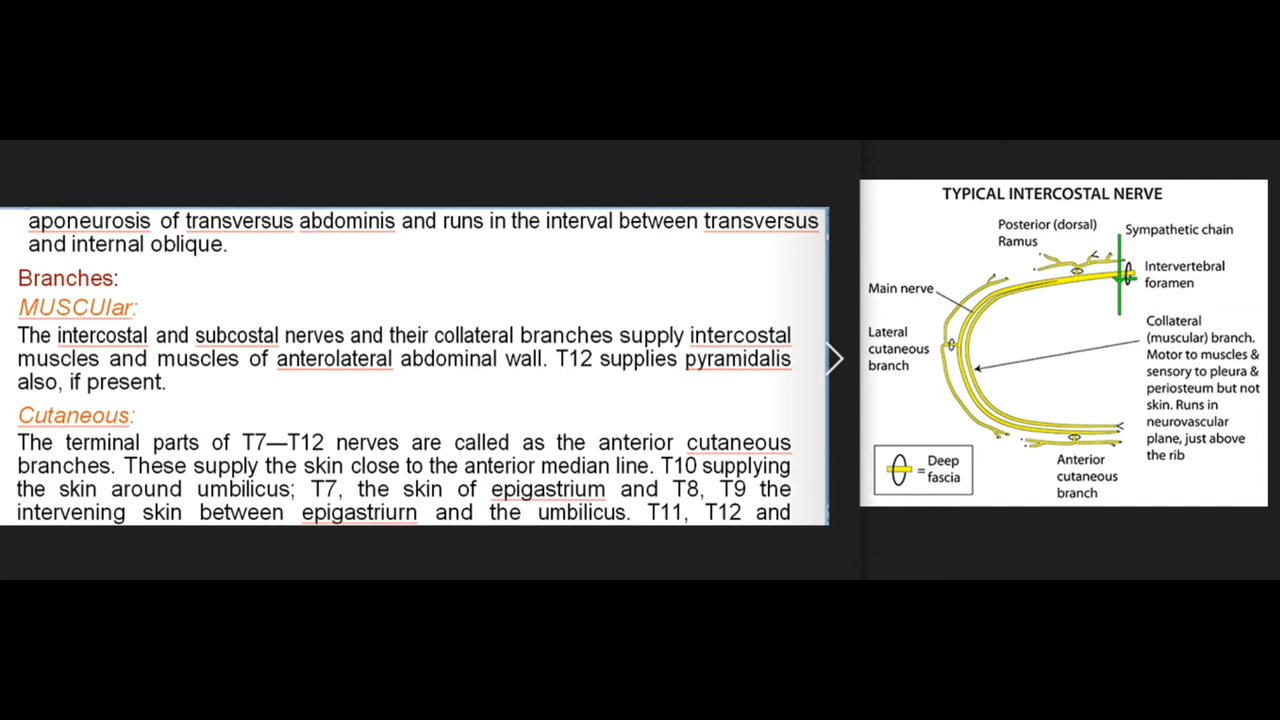 aponeurosis of transversus abdominis and runs in the interval between transversus
and internal oblique.
Branches:
MUSCUlar:
The intercostal and subcostal nerves and their collateral branches supply intercostal
muscles and muscles of anterolateral abdominal wall. T12 supplies pyramidalis
also, if present.
Cutaneous:
The terminal parts of T7—T12 nerves are called as the anterior cutaneous
branches. These supply the skin close to the anterior median line. T10 supplying
the skin around umbilicus; T7, the skin of epigastrium and T8, T9 the
intervening skin between epigastriurn and the umbilicus. T11, T12 and
TYPICAL INTERCOSTAL NERVE
Posterior (dorsal)
Ramus
Sympathetic chain
Intervertebral
foramen
Main nerve
Lateral
cutaneous
branch
Collateral
(muscular) branch.
Motor to muscles &
sensory to pleura &
periosteum but not
skin. Runs in
neurovascular
plane, just above
the rib
= Deep
fascia
Anterior
cutaneous
branch